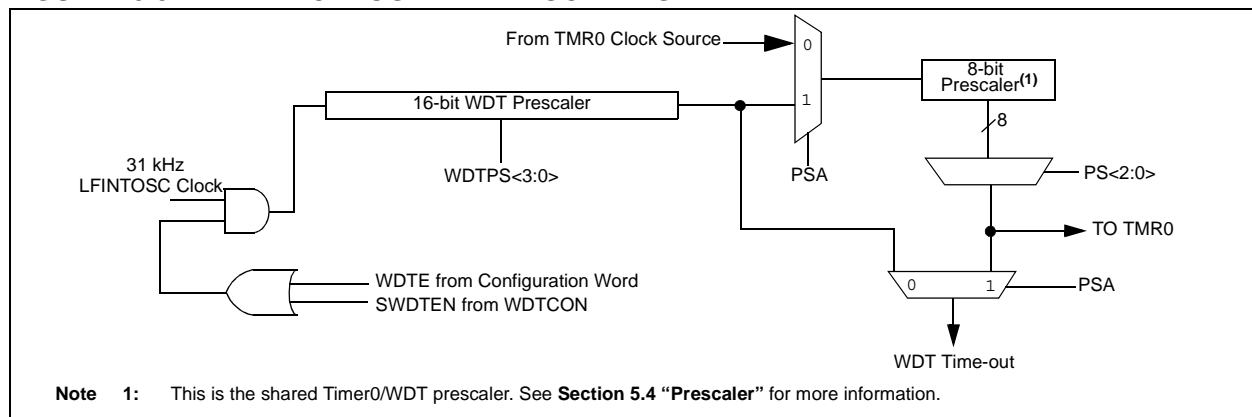 From TMR0 Clock Source
0
1
8-bit
Prescaler(1)
16-bit WDT Prescaler
8
31 kHz
LFINTOSC Clock
WDTPS<3:0>
PSA
PS<2:0>
TO TMR0
WDTE from Configuration Word
SWDTEN from WDTCON
0
1
PSA
WDT Time-out
Note 1: This is the shared Timer0/WDT prescaler. See Section 5.4 “Prescaler” for more information.